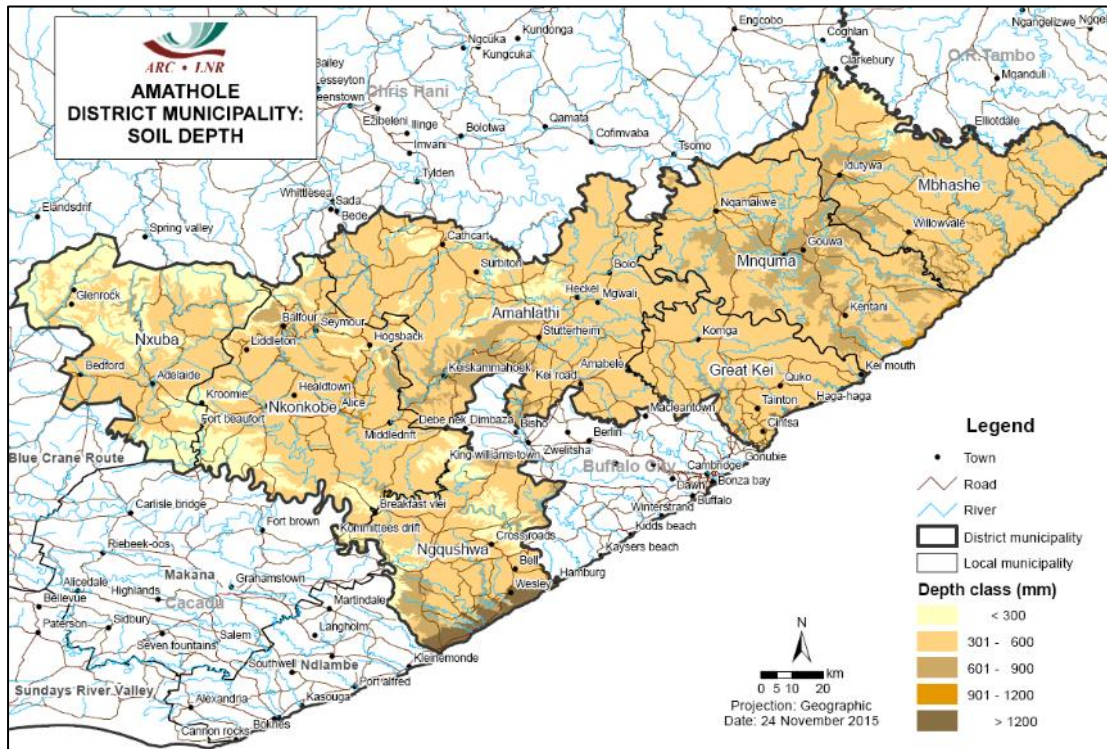 ARC • LNR
AMATHOLE
DISTRICT MUNICIPALITY:
SOIL DEPTH
Kundonga
Ngcuka
Kungcuka
Engcobo
Coghlan
Clarkebury
O.R.Tambo
Mqanduli
Ngangelizwe
Bailey
Lesseyton
Chris Hani
Ezibeleni
Ilinge
Bolotwa
Qamata
Cofimvaba
Imvani
Tsomo
Elliotdale
Tylden
Idutywa
Mbhashe
Whittlesea
Sada
Bede
Elandsdrif
Spring valley
Nqamakwe
Willowvale
Cathcart
Gouwa
Surbiton
Bolo
Mnquma
Glenrock
Heckel
Mgwali
Amahlathi
Kentani
Balfour
Seymour
Nxuba
Hogsback
Stutterheim
Komga
Liddleton
Bedford
Adelaide
Keiskammahoek
Kei road
Amabele
Great Kei
Kei mouth
Quko
Haga-haga
Healdtown
Kroomie
Nkonkobe
Alice
Tainton
Fort beaufort
Debe nek
Dimbaza
Bisho
Macleantown
Cintsa
Middledrift
Berlin
Zwelitsha
King williams town
Gonubie
Blue Crane Route
Buffalo City
Cambridge
Dawn
Bonza bay
Buffalo
Carlisle bridge
Breakfast vlei
Winterstrand
Fort brown
Kommittees drift
Kidds beach
Crossroads
Kaysers beach
Riebeek-oos
Ngqushwa
Bell
Makana
Hamburg
Alicedale
Highlands
Grahamstown
Wesley
Bellevue
Cacadu
Martindale
Paterson
Sidbury
Salem
Langholm
Seven fountains
Ndlambe
Kleinemonde
Southwell
Sundays River Valley
Port alfred
Alexandria
Kasouga
Boknes
Cannon rocks
Legend
Town
Road
River
District municipality
Local municipality
Depth class (mm)
< 300
301 - 600
601 - 900
901 - 1200
> 1200
N
0 5 10 20
km
Projection: Geographic
Date: 24 November 2015